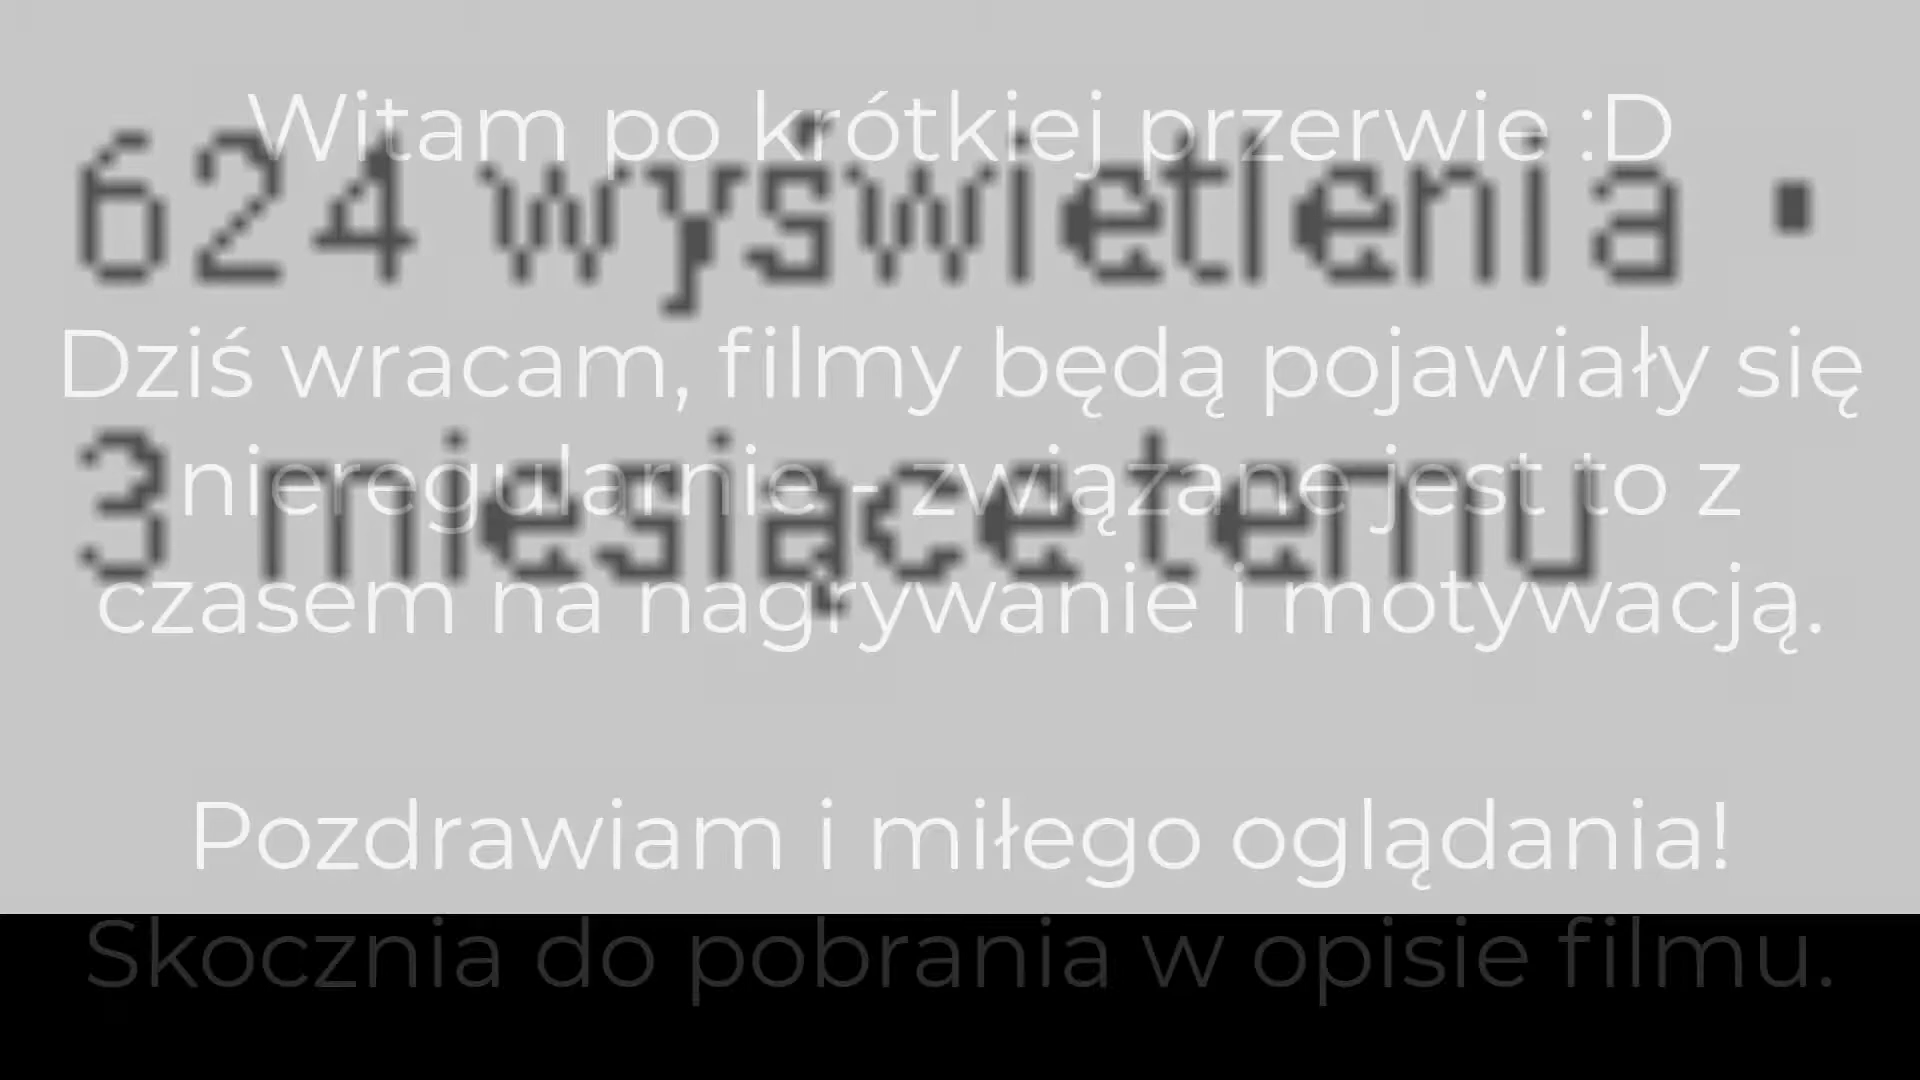 Witam po krótkiej przerwie :D
624 wyświetlenia •
Dziś wracam, filmy będą pojawiały się
3 miesiące temu
nieregularnie - związane jest to z
czasem na nagrywanie i motywacją.
Pozdrawiam i miłego oglądania!
Skocznia do pobrania w opisie filmu.